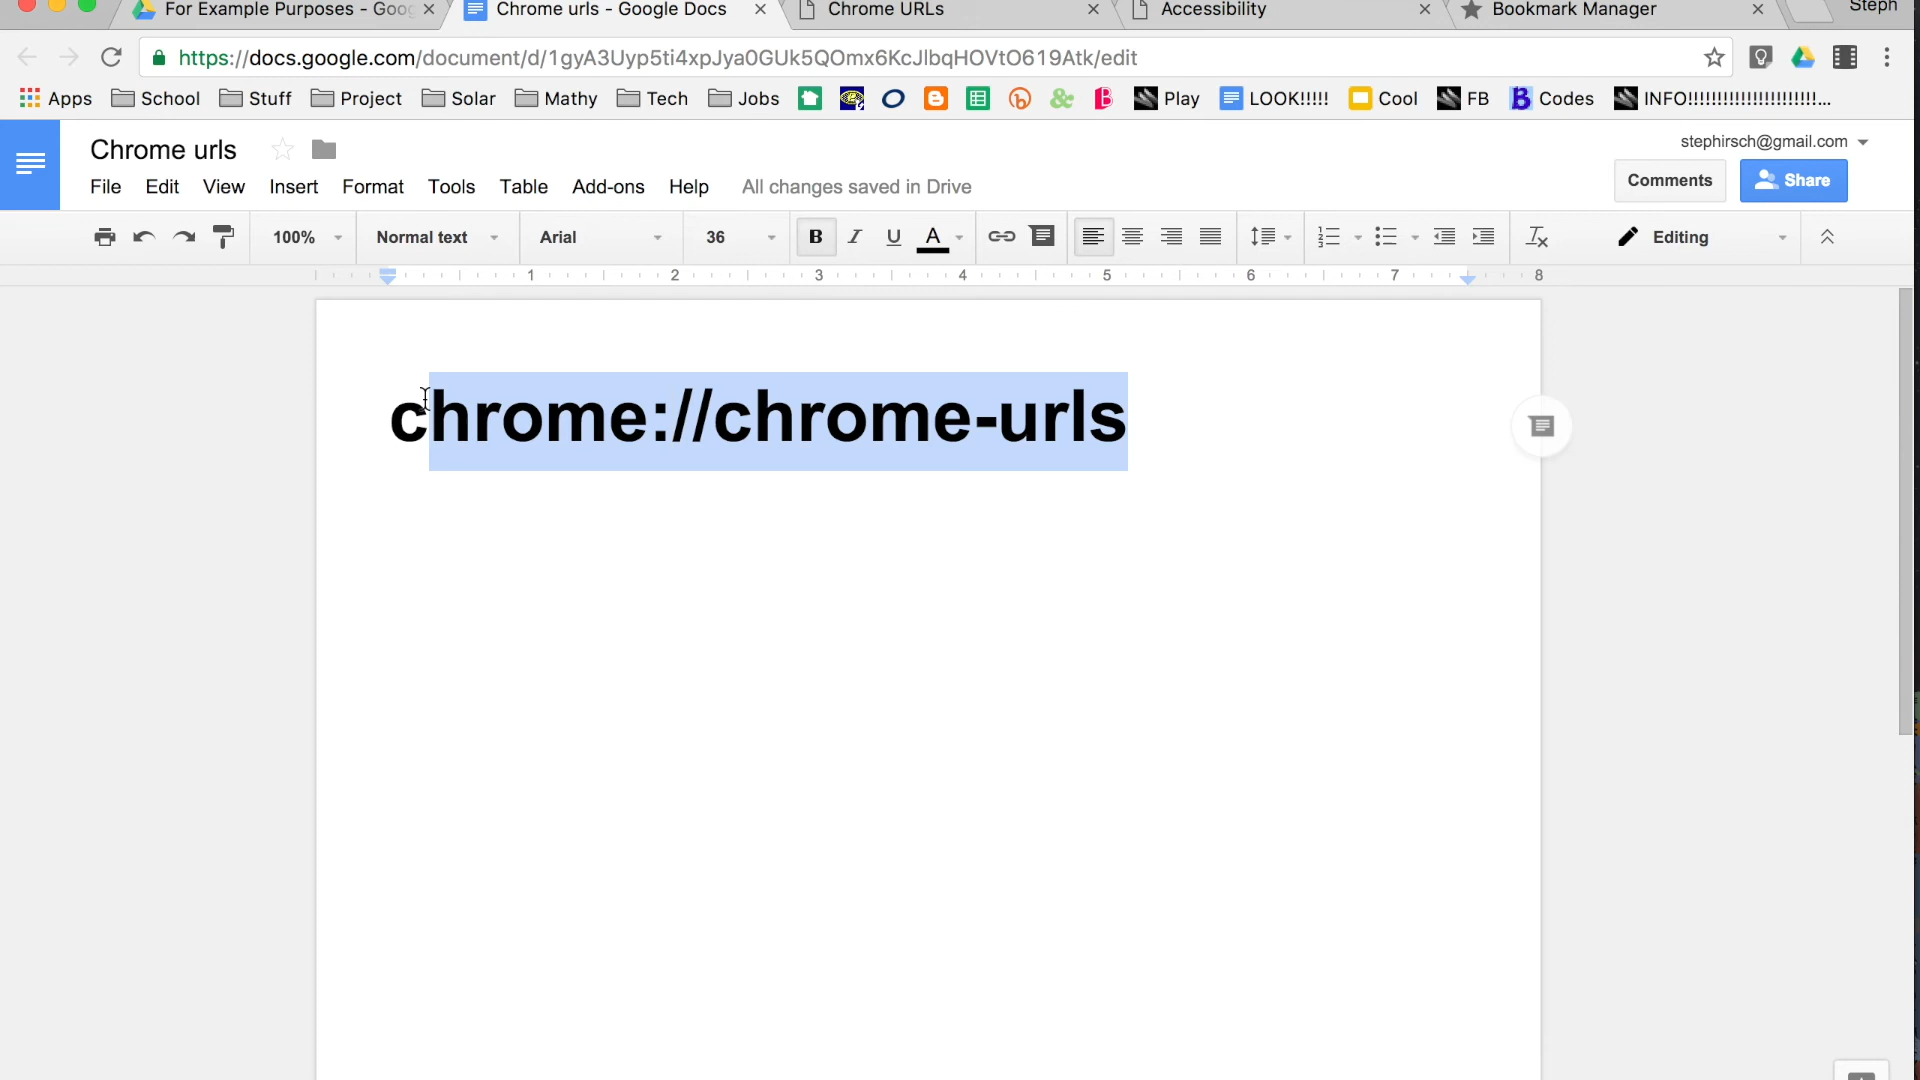 For Example Purposes - Goog
Chrome urls - Google Docs
Chrome URLs
Accessibility
Bookmark Manager
Steph
https://docs.google.com/document/d/1gyA3Uyp5ti4xpJya0GUk5QOmx6KcJlbqHOVtO619Atk/edit
Apps School Stuff Project Solar Mathy Tech Jobs Play LOOK!!!!! Cool FB Codes INFO!!!!!!!!!!!!!!!!!!!!!!!...
Chrome urls
stephirsch@gmail.com
File Edit View Insert Format Tools Table Add-ons Help All changes saved in Drive
Comments Share
100% Normal text Arial 36 B I U A Editing
1 2 3 4 5 6 7 8
chrome://chrome-urls